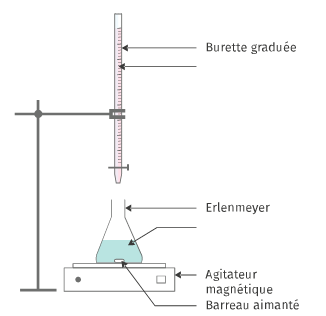 Burette graduée
Erlenmeyer
Agitateur
magnétique
Barreau aimanté